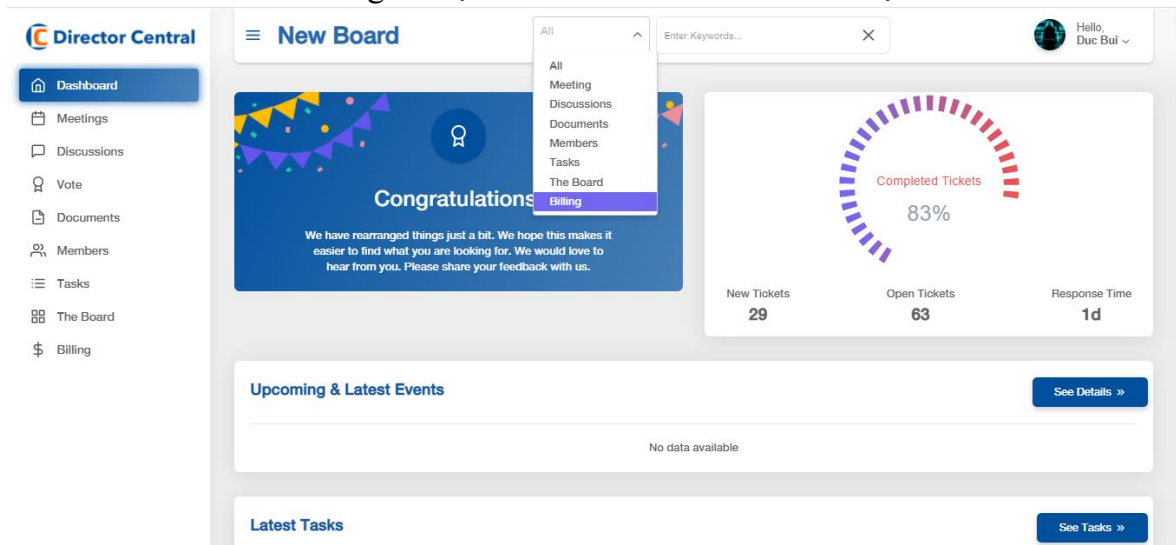 Director Central
New Board
All
Enter Keywords...
Hello,
Duc Bui
Dashboard
Meetings
Discussions
Vote
Documents
Members
Tasks
The Board
Billing
All
Meeting
Discussions
Documents
Members
Tasks
The Board
Billing
Congratulations
We have rearranged things just a bit. We hope this makes it
easier to find what you are looking for. We would love to
hear from you. Please share your feedback with us.
Completed Tickets
83%
New Tickets
29
Open Tickets
63
Response Time
1d
Upcoming & Latest Events
See Details »
No data available
Latest Tasks
See Tasks »